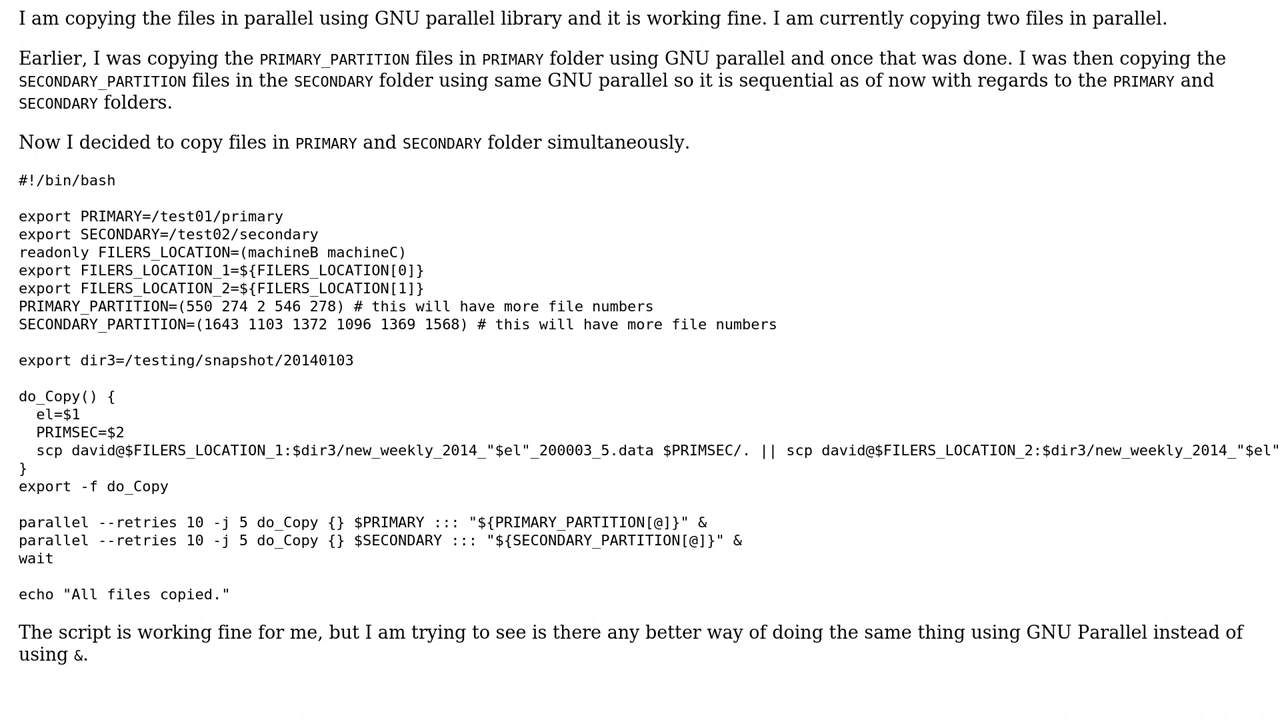 I am copying the files in parallel using GNU parallel library and it is working fine. I am currently copying two files in parallel.
Earlier, I was copying the PRIMARY_PARTITION files in PRIMARY folder using GNU parallel and once that was done. I was then copying the
SECONDARY_PARTITION files in the SECONDARY folder using same GNU parallel so it is sequential as of now with regards to the PRIMARY and
SECONDARY folders.
Now I decided to copy files in PRIMARY and SECONDARY folder simultaneously.
#!/bin/bash
export PRIMARY=/test01/primary
export SECONDARY=/test02/secondary
readonly FILERS_LOCATION=(machineB machineC)
export FILERS_LOCATION_1=${FILERS_LOCATION[0]}
export FILERS_LOCATION_2=${FILERS_LOCATION[1]}
PRIMARY_PARTITION=(550 274 2 546 278) # this will have more file numbers
SECONDARY_PARTITION=(1643 1103 1372 1096 1369 1568) # this will have more file numbers
export dir3=/testing/snapshot/20140103
do_Copy() {
  el=$1
  PRIMSEC=$2
  scp david@$FILERS_LOCATION_1:$dir3/new_weekly_2014_"$el"_200003_5.data $PRIMSEC/. || scp david@$FILERS_LOCATION_2:$dir3/new_weekly_2014_"$el"
}
export -f do_Copy
parallel --retries 10 -j 5 do_Copy {} $PRIMARY ::: "${PRIMARY_PARTITION[@]}" &
parallel --retries 10 -j 5 do_Copy {} $SECONDARY ::: "${SECONDARY_PARTITION[@]}" &
wait
echo "All files copied."
The script is working fine for me, but I am trying to see is there any better way of doing the same thing using GNU Parallel instead of
using &.